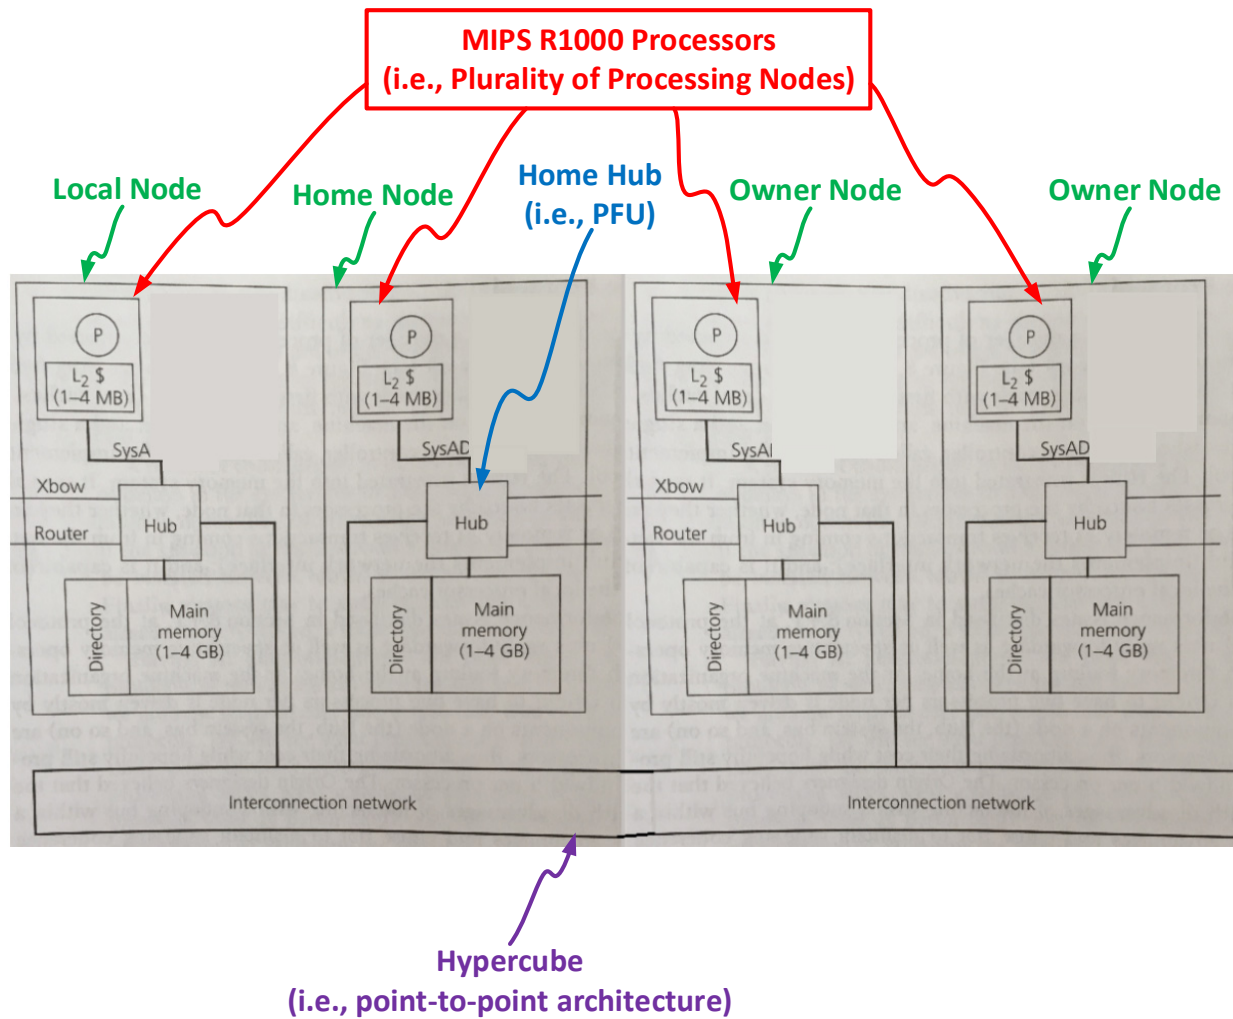 MIPS R1000 Processors
(i.e., Plurality of Processing Nodes)
Local Node
Home Node
Home Hub
(i.e., PFU)
Owner Node
Owner Node
P
L2 $
(1–4 MB)
SysA
Xbow
Router
Hub
Directory
Main
memory
(1–4 GB)
P
L2 $
(1–4 MB)
SysAD
Hub
Directory
Main
memory
(1–4 GB)
P
L2 $
(1–4 MB)
SysA
Xbow
Router
Hub
Directory
Main
memory
(1–4 GB)
P
L2 $
(1–4 MB)
SysAD
Hub
Directory
Main
memory
(1–4 GB)
Interconnection network
Interconnection network
Hypercube
(i.e., point-to-point architecture)